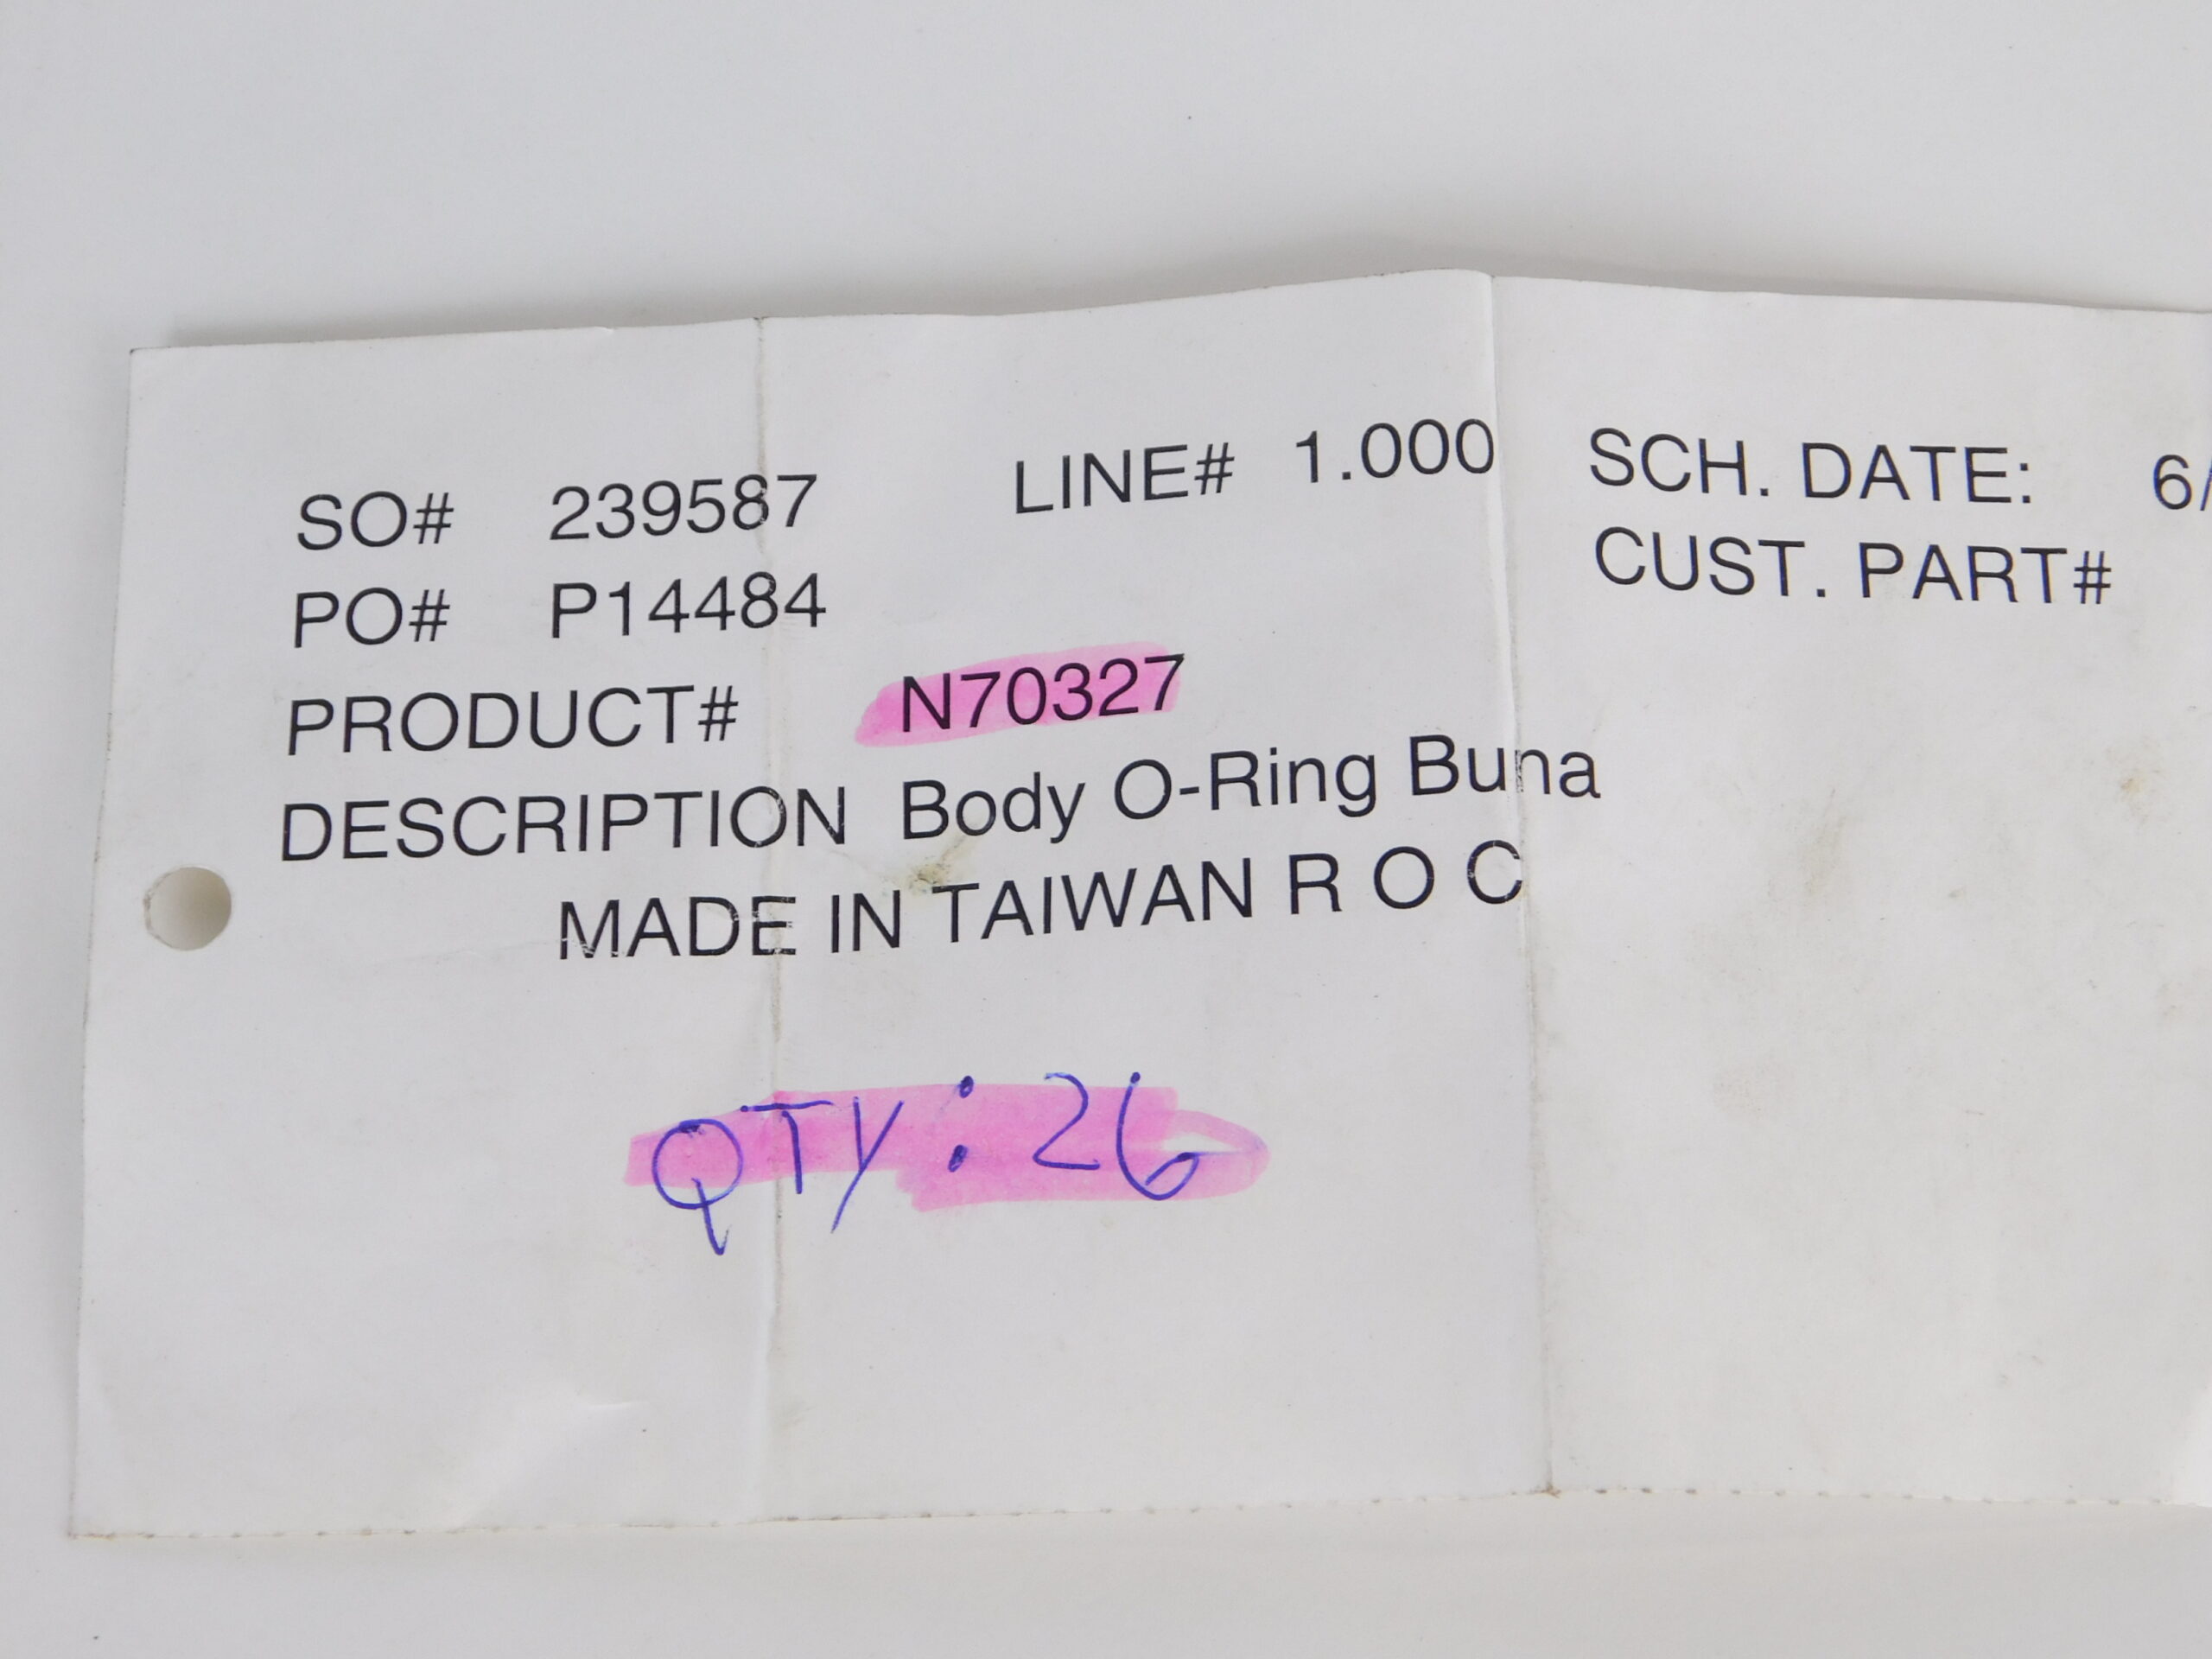 SO# 239587 LINE# 1.000 SCH. DATE: 6/
PO# P14484 CUST. PART#
PRODUCT# N70327
DESCRIPTION Body O-Ring Buna
MADE IN TAIWAN R O C
QTY: 26